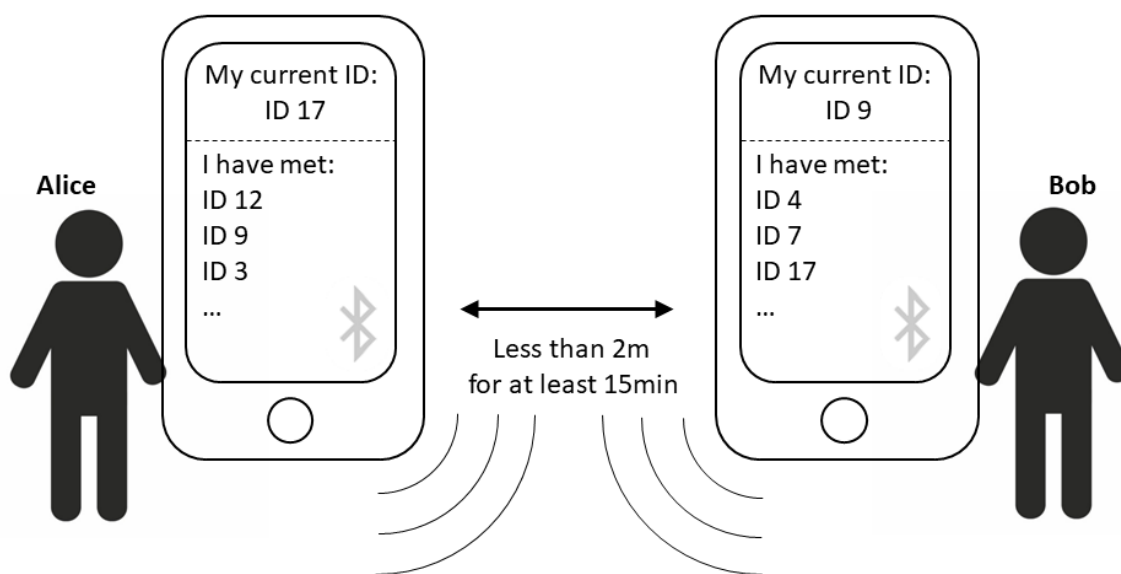 Alice
My current ID:
ID 17
I have met:
ID 12
ID 9
ID 3
...
Less than 2m
for at least 15min
Bob
My current ID:
ID 9
I have met:
ID 4
ID 7
ID 17
...